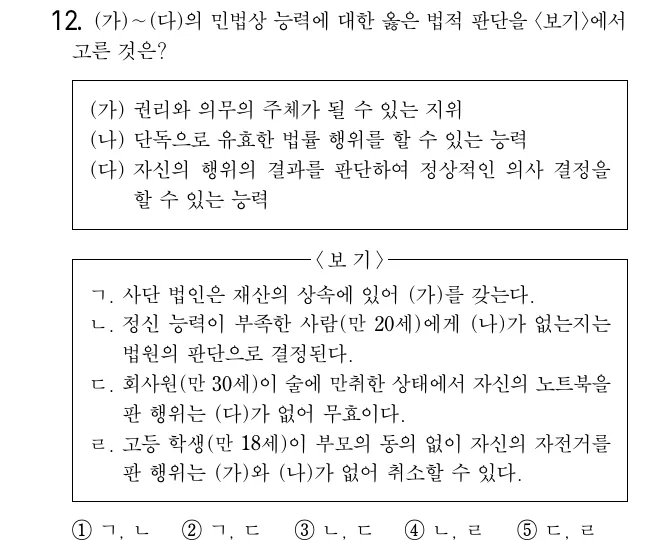 12. (가)~(다)의 민법상 능력에 대한 옳은 법적 판단을 〈보기〉에서
고른 것은?
(가) 권리와 의무의 주체가 될 수 있는 지위
(나) 단독으로 유효한 법률 행위를 할 수 있는 능력
(다) 자신의 행위의 결과를 판단하여 정상적인 의사 결정을
할 수 있는 능력
〈보 기〉
ㄱ. 사단 법인은 재산의 상속에 있어 (가)를 갖는다.
ㄴ. 정신 능력이 부족한 사람(만 20세)에게 (나)가 없는지는
법원의 판단으로 결정된다.
ㄷ. 회사원(만 30세)이 술에 만취한 상태에서 자신의 노트북을
판 행위는 (다)가 없어 무효이다.
ㄹ. 고등 학생(만 18세)이 부모의 동의 없이 자신의 자전거를
판 행위는 (가)와 (나)가 없어 취소할 수 있다.
① ㄱ, ㄴ ② ㄱ, ㄷ ③ ㄴ, ㄷ ④ ㄴ, ㄹ ⑤ ㄷ, ㄹ